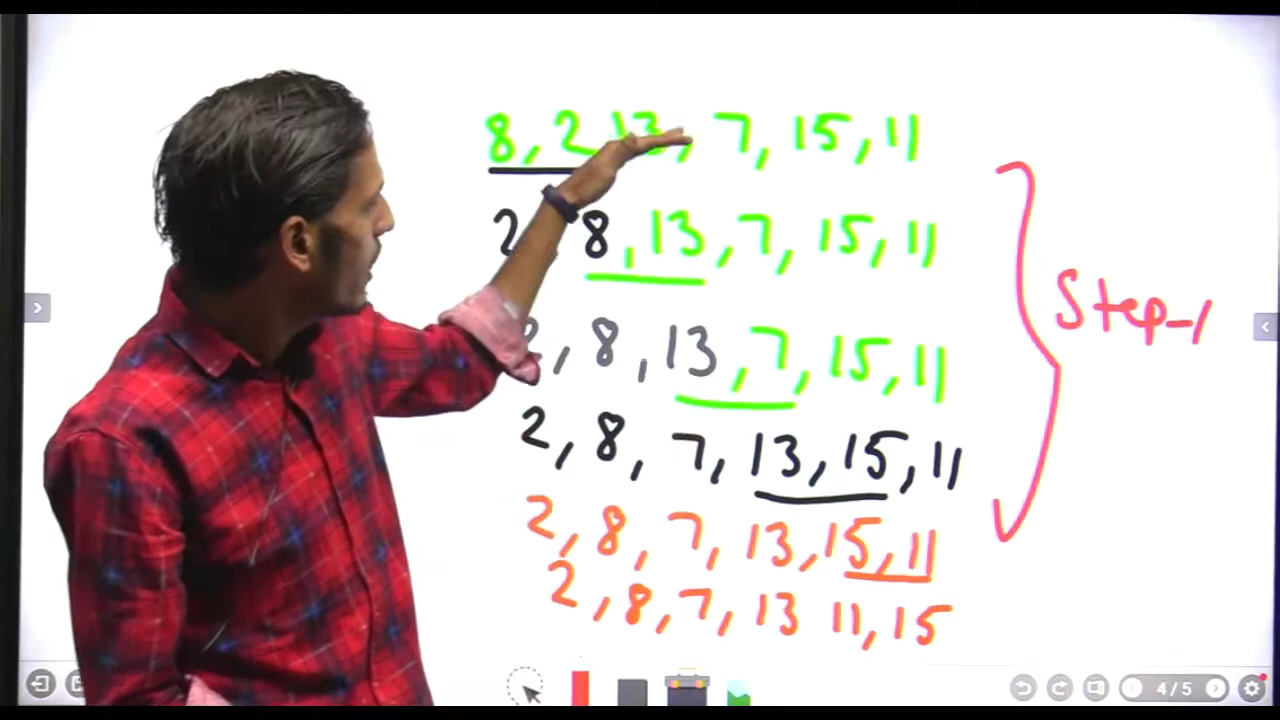 8, 2 13, 7, 15, 11
2 8, 13, 7, 15, 11
2, 8, 13, 7, 15, 11
2, 8, 7, 13, 15, 11
2, 8, 7, 13, 15, 11
2, 8, 7, 13 11, 15
Step-1
4/5